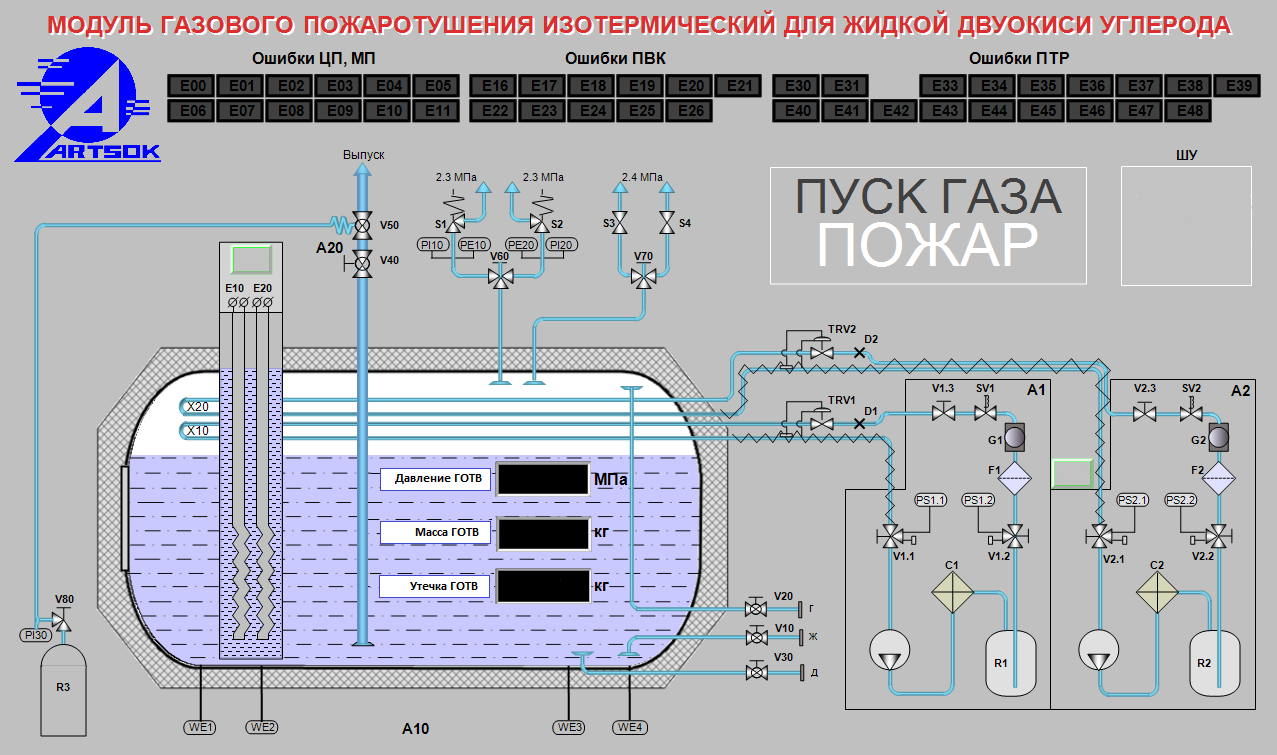 МОДУЛЬ ГАЗОВОГО ПОЖАРОТУШЕНИЯ ИЗОТЕРМИЧЕСКИЙ ДЛЯ ЖИДКОЙ ДВУОКИСИ УГЛЕРОДА
Ошибки ЦП, МП
Ошибки ПВК
Ошибки ПТР
E00 E01 E02 E03 E04 E05 E16 E17 E18 E19 E20 E21 E30 E31 E33 E34 E35 E36 E37 E38 E39
E06 E07 E08 E09 E10 E11 E22 E23 E24 E25 E26 E40 E41 E42 E43 E44 E45 E46 E47 E48
A
ARTSOK
Выпуск
ШУ
2.3 МПа
2.3 МПа
2.4 МПа
ПУСК ГАЗА
ПОЖАР
S1
S2
S3
S4
V50
A20
V40
PI10
PE10
PE20
PI20
V60
V70
E10 E20
TRV2
D2
X20
X10
TRV1
D1
V1.3
SV1
A1
V2.3
SV2
A2
G1
G2
F1
F2
Давление ГОТВ
МПа
Масса ГОТВ
кг
Утечка ГОТВ
кг
PS1.1
PS1.2
PS2.1
PS2.2
V1.1
V1.2
V2.1
V2.2
C1
C2
V80
PI30
R3
V20
Г
V10
Ж
V30
Д
R1
R2
WE1
WE2
A10
WE3
WE4